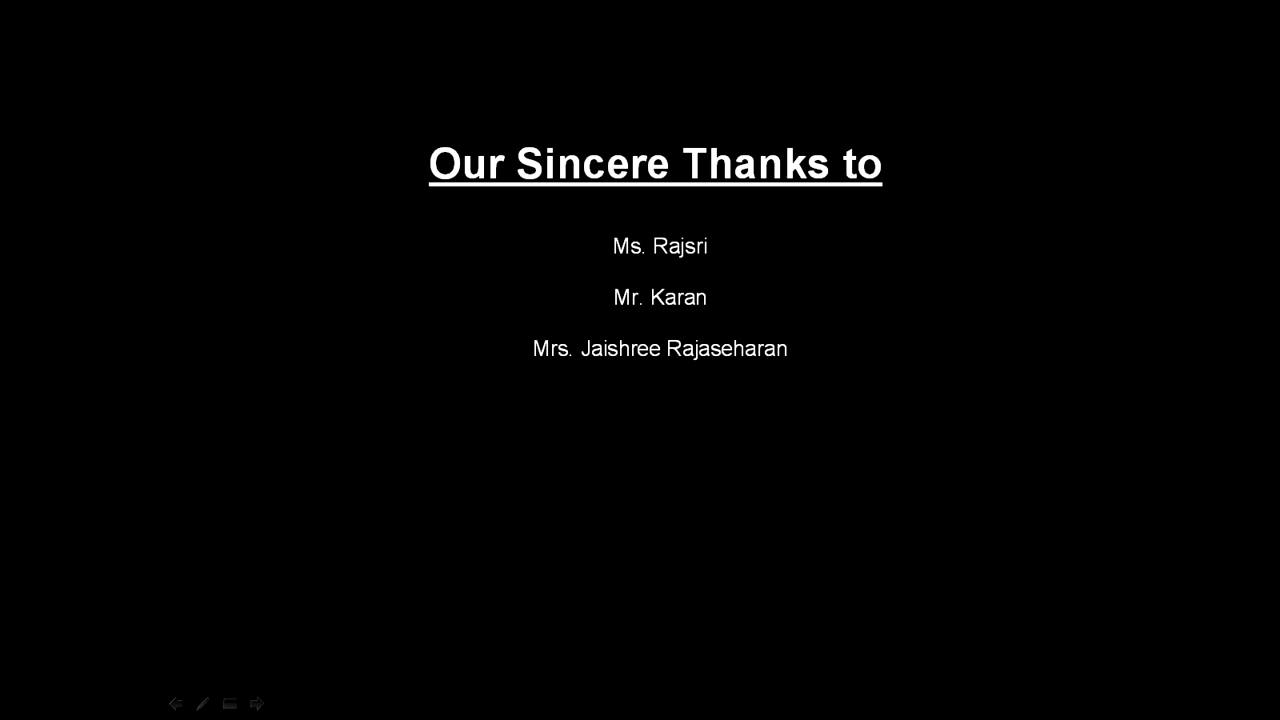 Our Sincere Thanks to
Ms. Rajsri
Mr. Karan
Mrs. Jaishree Rajaseharan